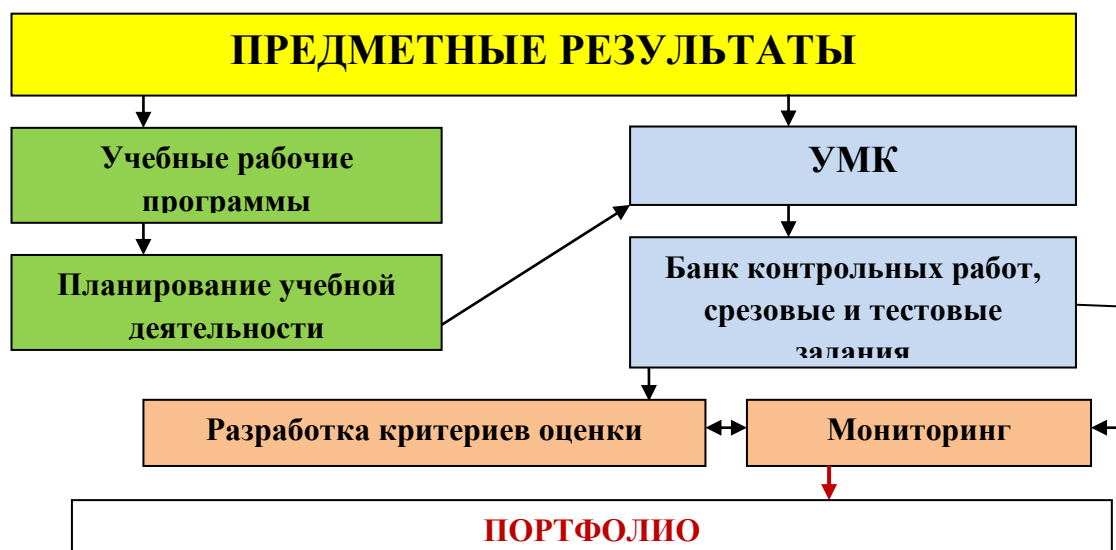 ПРЕДМЕТНЫЕ РЕЗУЛЬТАТЫ
Учебные рабочие
программы
УМК
Планирование учебной
деятельности
Банк контрольных работ,
срезовые и тестовые
задания
Разработка критериев оценки
Мониторинг
ПОРТФОЛИО